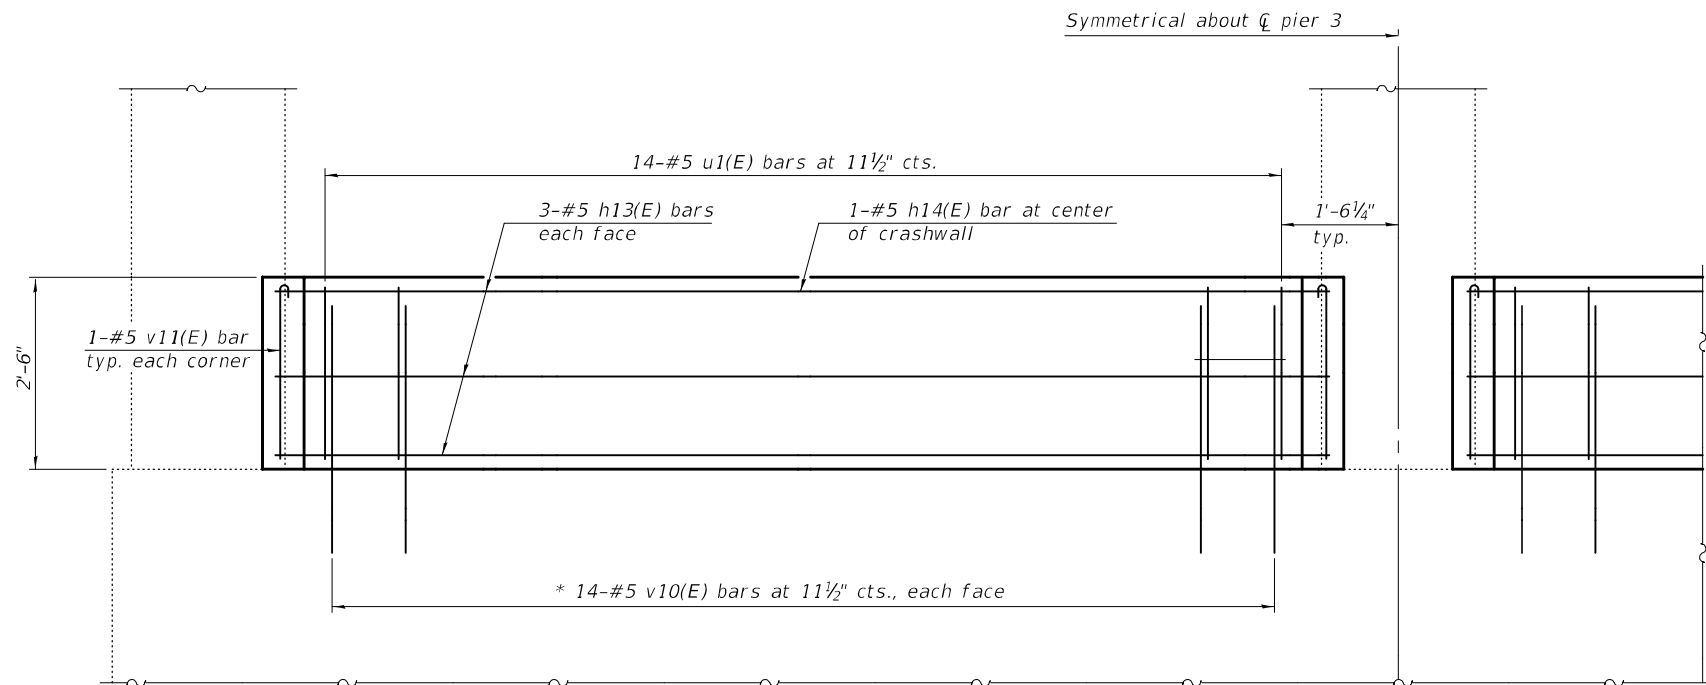 Symmetrical about ℄ pier 3
14-#5 u1(E) bars at 11½" cts.
3-#5 h13(E) bars
each face
1-#5 h14(E) bar at center
of crashwall
1'-6¼"
typ.
1-#5 v11(E) bar
typ. each corner
2'-6"
* 14-#5 v10(E) bars at 11½" cts., each face